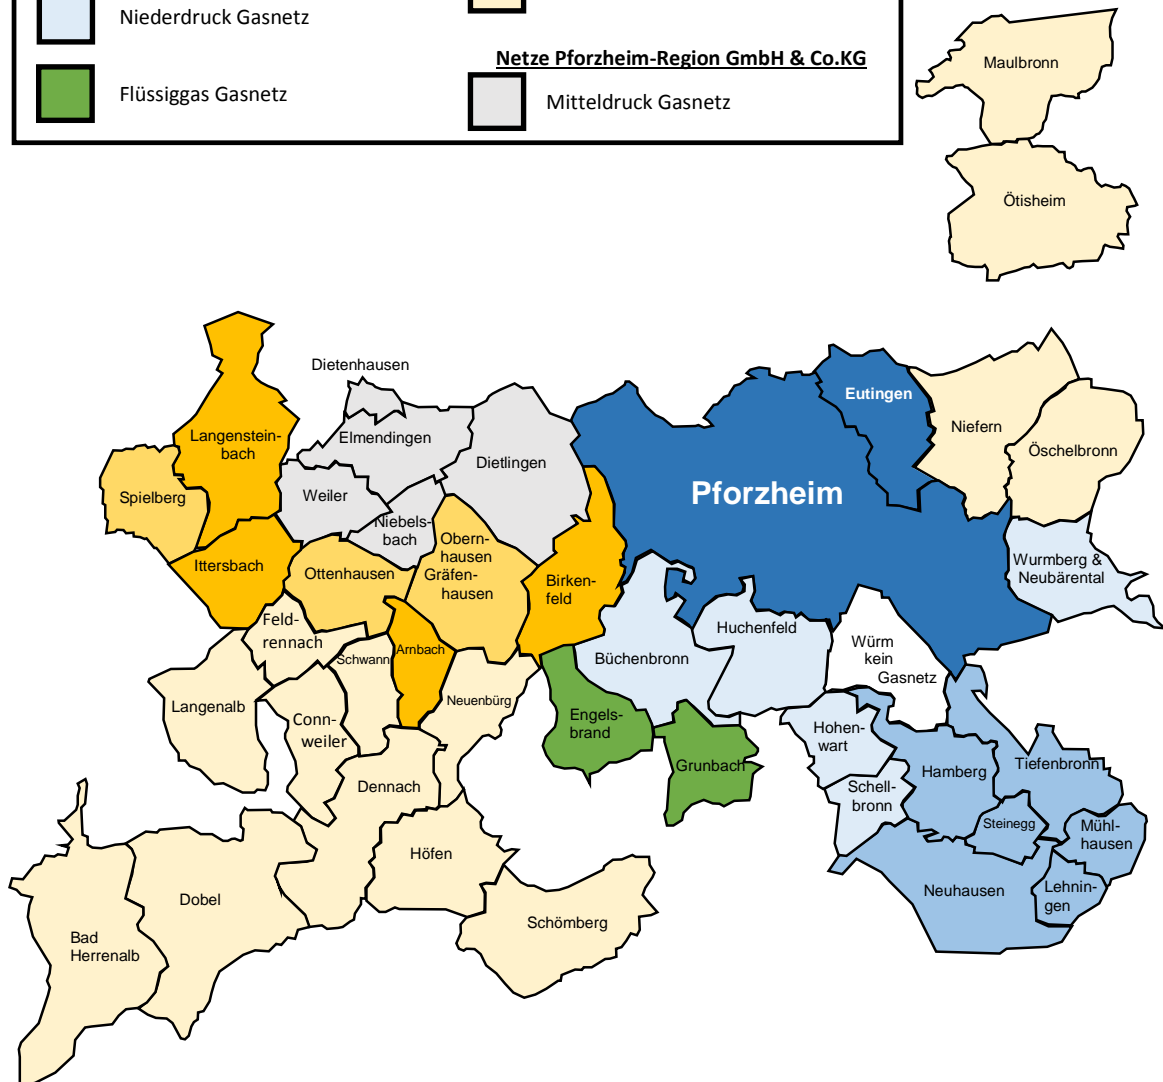 Niederdruck Gasnetz
Netze Pforzheim-Region GmbH & Co.KG
Flüssiggas Gasnetz
Mitteldruck Gasnetz
Maulbronn
Ötisheim
Dietenhausen
Eutingen
Langenstein-
bach
Elmendingen
Niefern
Öschelbronn
Dietlingen
Spielberg
Weiler
Pforzheim
Niebels-
bach
Obern-
hausen
Gräfen-
hausen
Ittersbach
Ottenhausen
Birken-
feld
Wurmberg &
Neubärental
Feld-
rennach
Schwann
Arnbach
Huchenfeld
Büchenbronn
Würm
kein
Gasnetz
Langenalb
Conn-
weiler
Neuenbürg
Engels-
brand
Hohen-
wart
Grunbach
Hamberg
Tiefenbronn
Dennach
Schell-
bronn
Steinegg
Mühl-
hausen
Höfen
Dobel
Neuhausen
Lehnin-
gen
Schömberg
Bad
Herrenalb